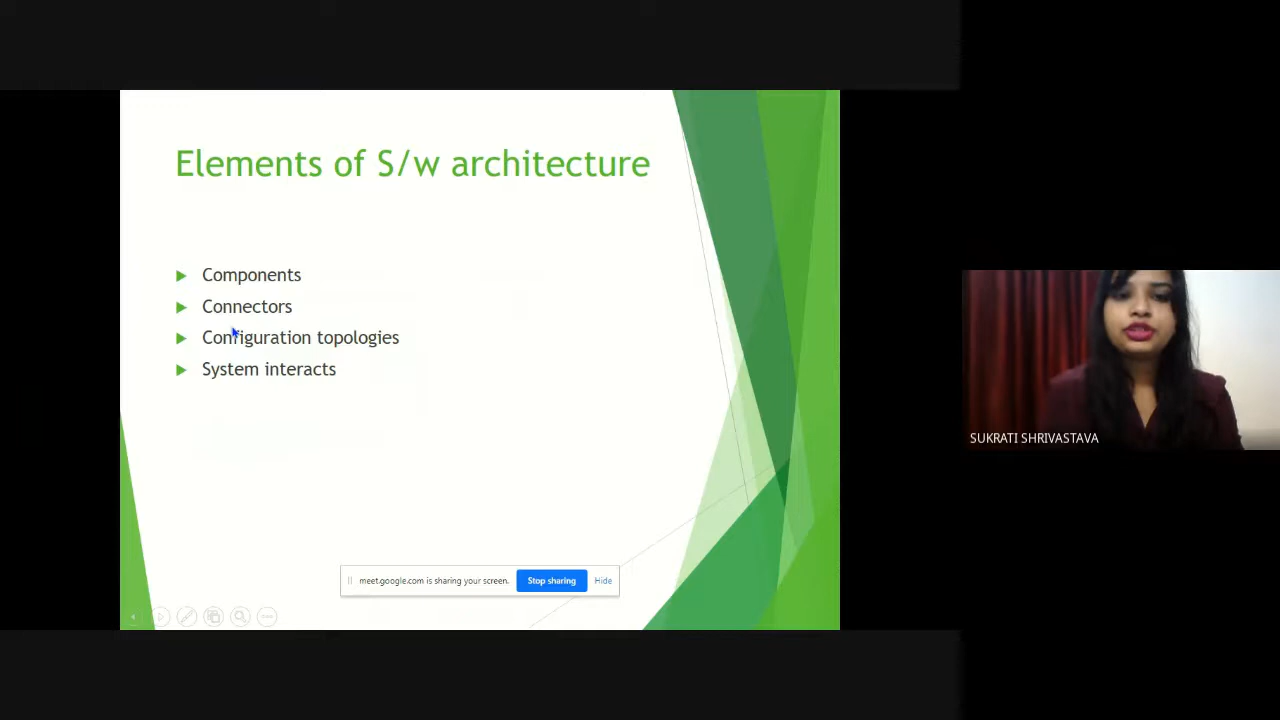 Elements of S/w architecture
Components
Connectors
Configuration topologies
System interacts
SUKRATI SHRIVASTAVA
meet.google.com is sharing your screen.
Stop sharing
Hide